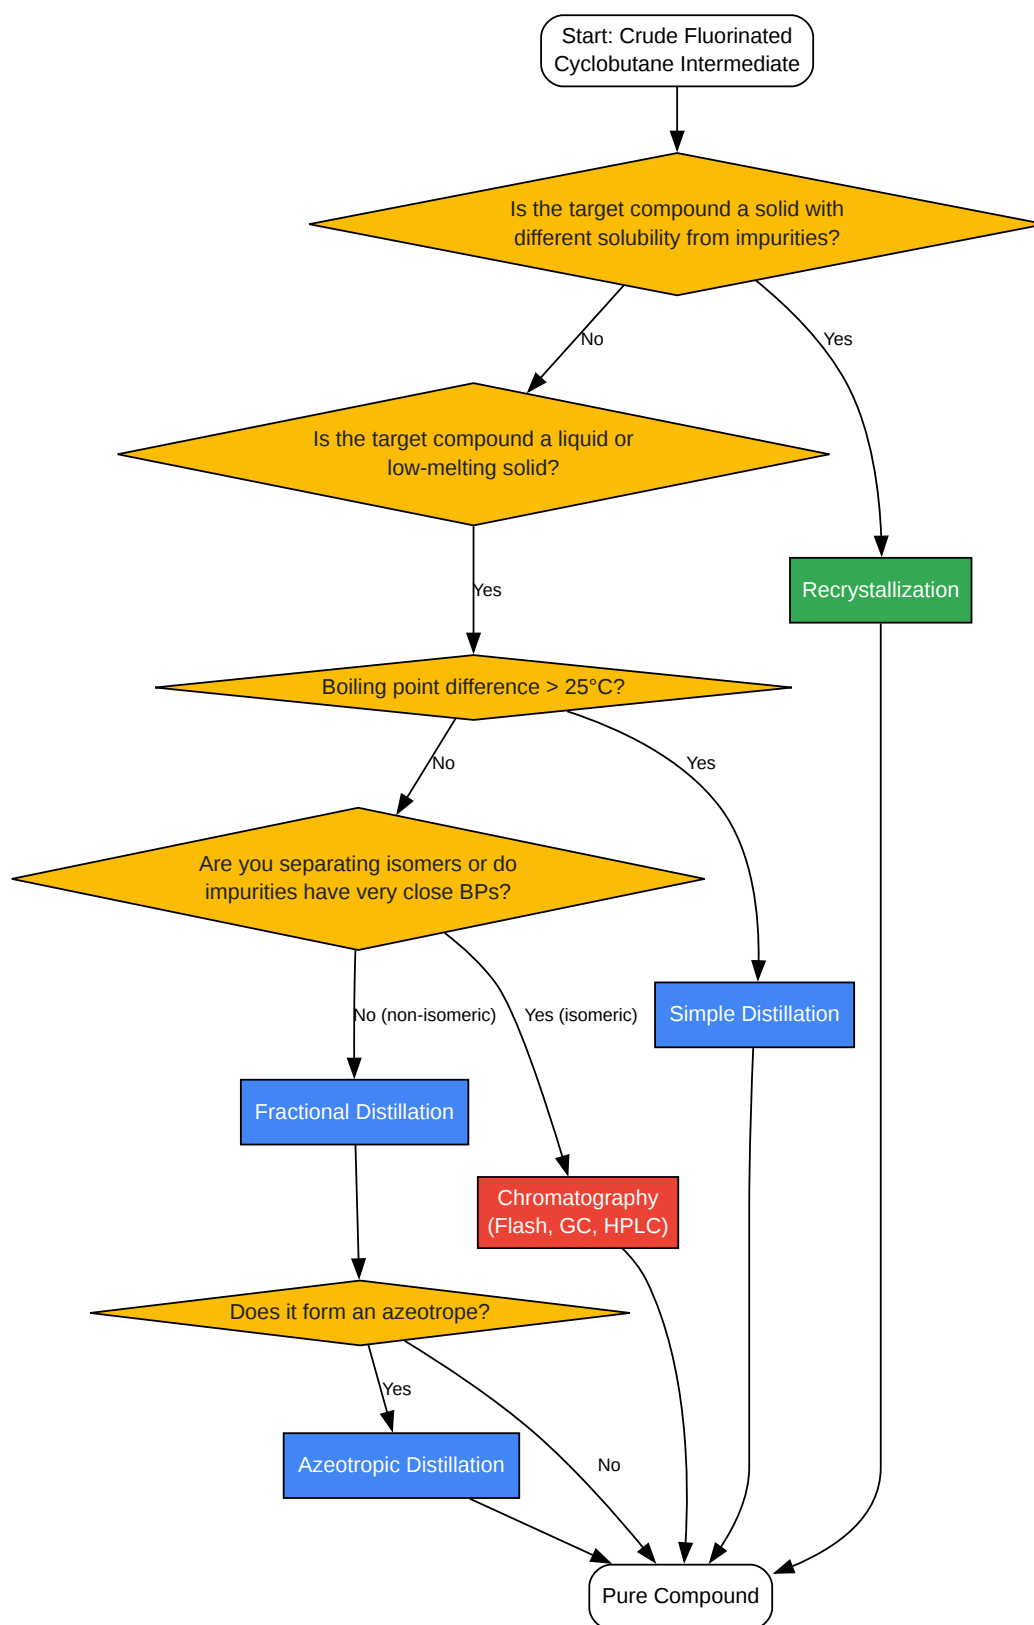 Start: Crude Fluorinated
Cyclobutane Intermediate
Is the target compound a solid with
different solubility from impurities?
No
Yes
Is the target compound a liquid or
low-melting solid?
Yes
Recrystallization
Boiling point difference > 25°C?
No
Yes
Are you separating isomers or do
impurities have very close BPs?
No (non-isomeric)
Yes (isomeric)
Simple Distillation
Fractional Distillation
Chromatography
(Flash, GC, HPLC)
Does it form an azeotrope?
Yes
No
Azeotropic Distillation
Pure Compound